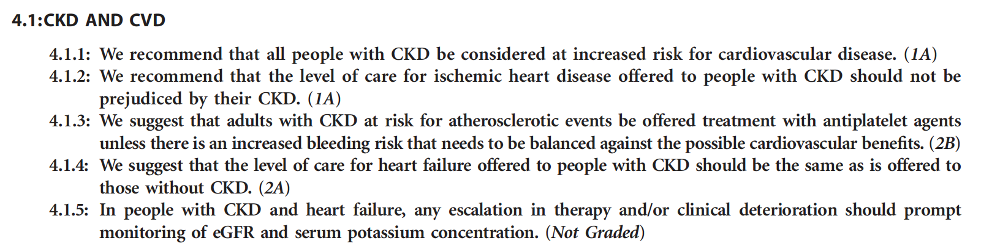 4.1:CKD AND CVD
4.1.1: We recommend that all people with CKD be considered at increased risk for cardiovascular disease. (1A)
4.1.2: We recommend that the level of care for ischemic heart disease offered to people with CKD should not be
prejudiced by their CKD. (1A)
4.1.3: We suggest that adults with CKD at risk for atherosclerotic events be offered treatment with antiplatelet agents
unless there is an increased bleeding risk that needs to be balanced against the possible cardiovascular benefits. (2B)
4.1.4: We suggest that the level of care for heart failure offered to people with CKD should be the same as is offered to
those without CKD. (2A)
4.1.5: In people with CKD and heart failure, any escalation in therapy and/or clinical deterioration should prompt
monitoring of eGFR and serum potassium concentration. (Not Graded)